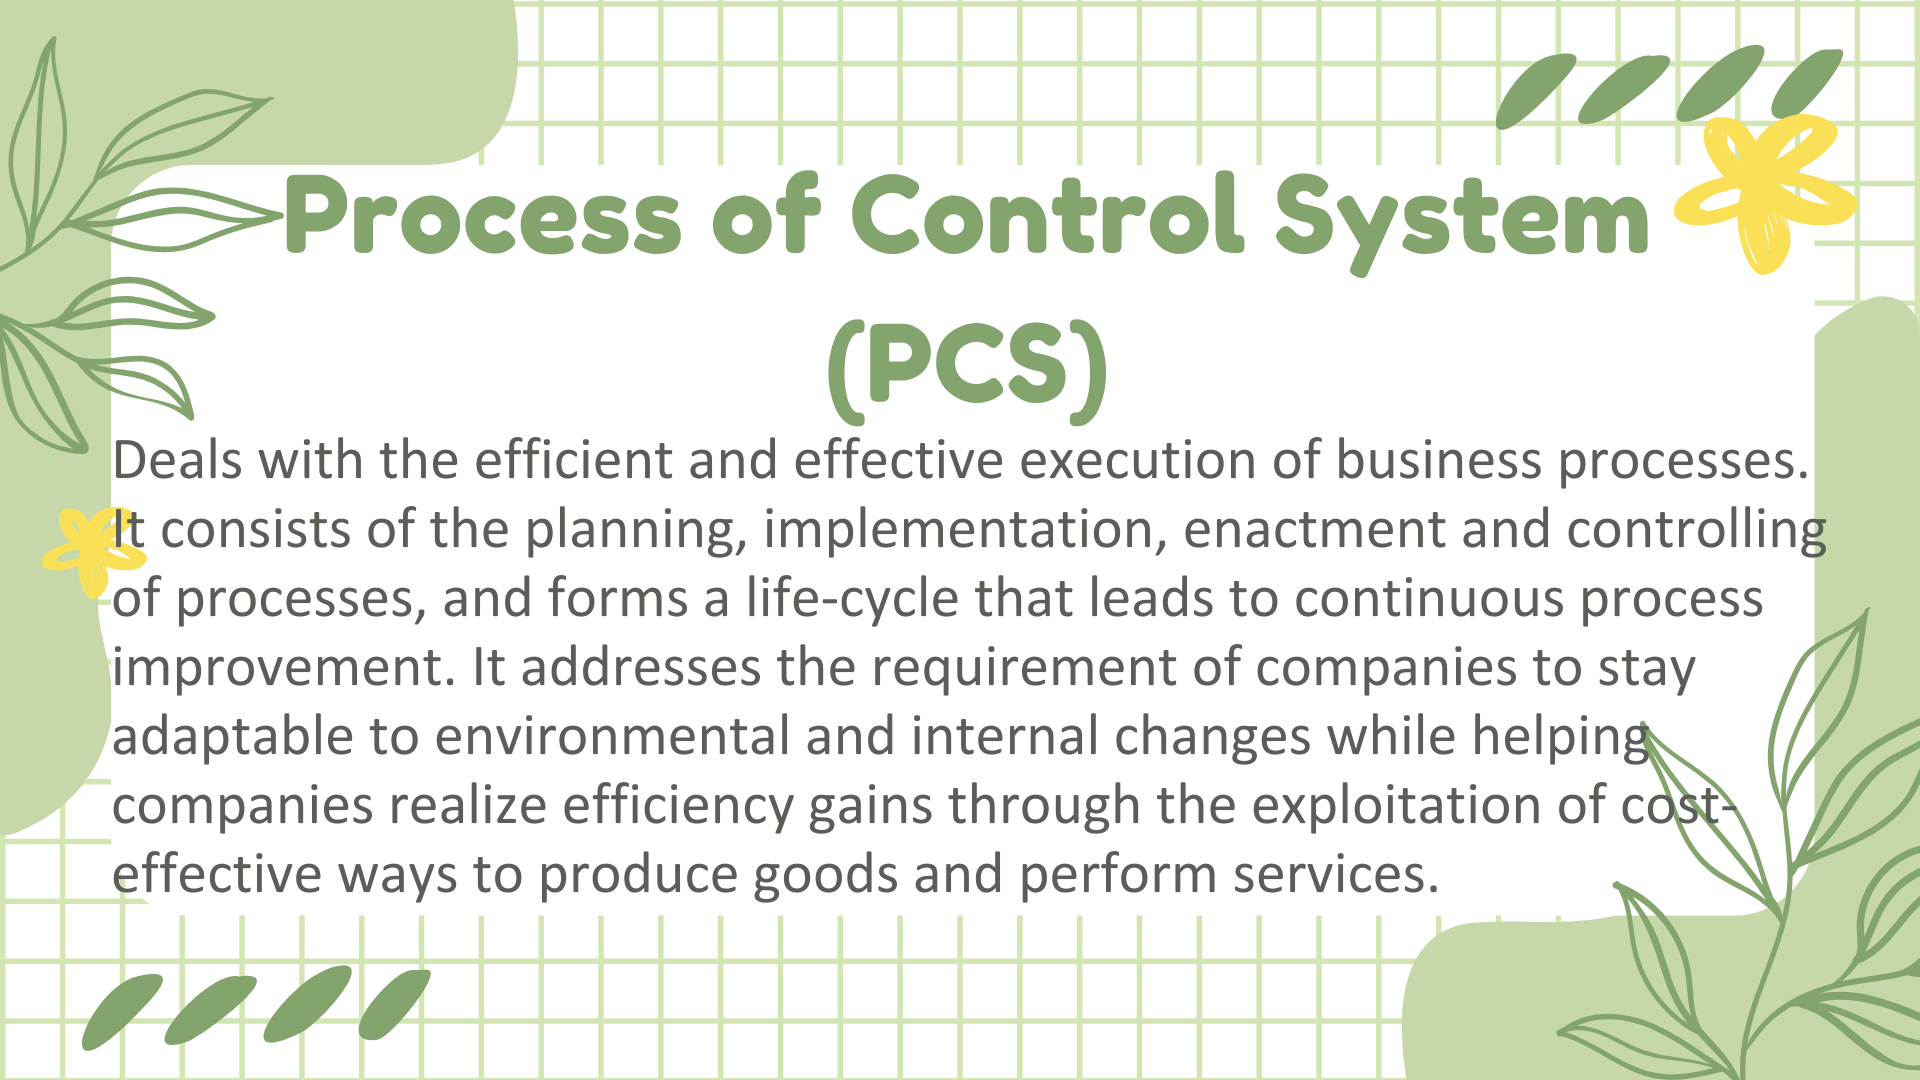 Process of Control System
(PCS)
Deals with the efficient and effective execution of business processes.
It consists of the planning, implementation, enactment and controlling
of processes, and forms a life-cycle that leads to continuous process
improvement. It addresses the requirement of companies to stay
adaptable to environmental and internal changes while helping
companies realize efficiency gains through the exploitation of cost-
effective ways to produce goods and perform services.